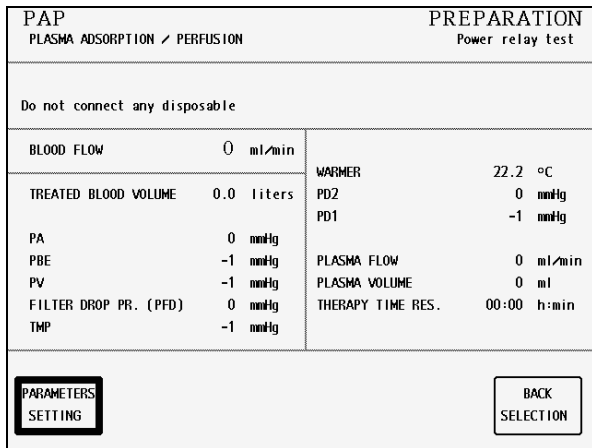 PAP PREPARATION
PLASMA ADSORPTION / PERFUSION Power relay test
Do not connect any disposable
BLOOD FLOW 0 ml/min
WARMER 22.2 ºC
TREATED BLOOD VOLUME 0.0 liters PD2 0 mmHg
PD1 -1 mmHg
PA 0 mmHg
PBE -1 mmHg PLASMA FLOW 0 ml/min
PV -1 mmHg PLASMA VOLUME 0 ml
FILTER DROP PR. (PFD) 0 mmHg THERAPY TIME RES. 00:00 h:min
TMP -1 mmHg
PARAMETERS BACK
SETTING SELECTION